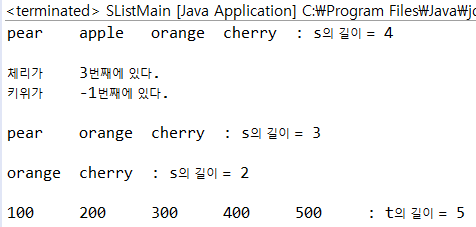 <terminated> SListMain [Java Application] C:₩Program Files₩Java₩jc
pear apple orange cherry : s의 길이 = 4
체리가 3번째에 있다.
키위가 -1번째에 있다.
pear orange cherry : s의 길이 = 3
orange cherry : s의 길이 = 2
100 200 300 400 500 : t의 길이 = 5